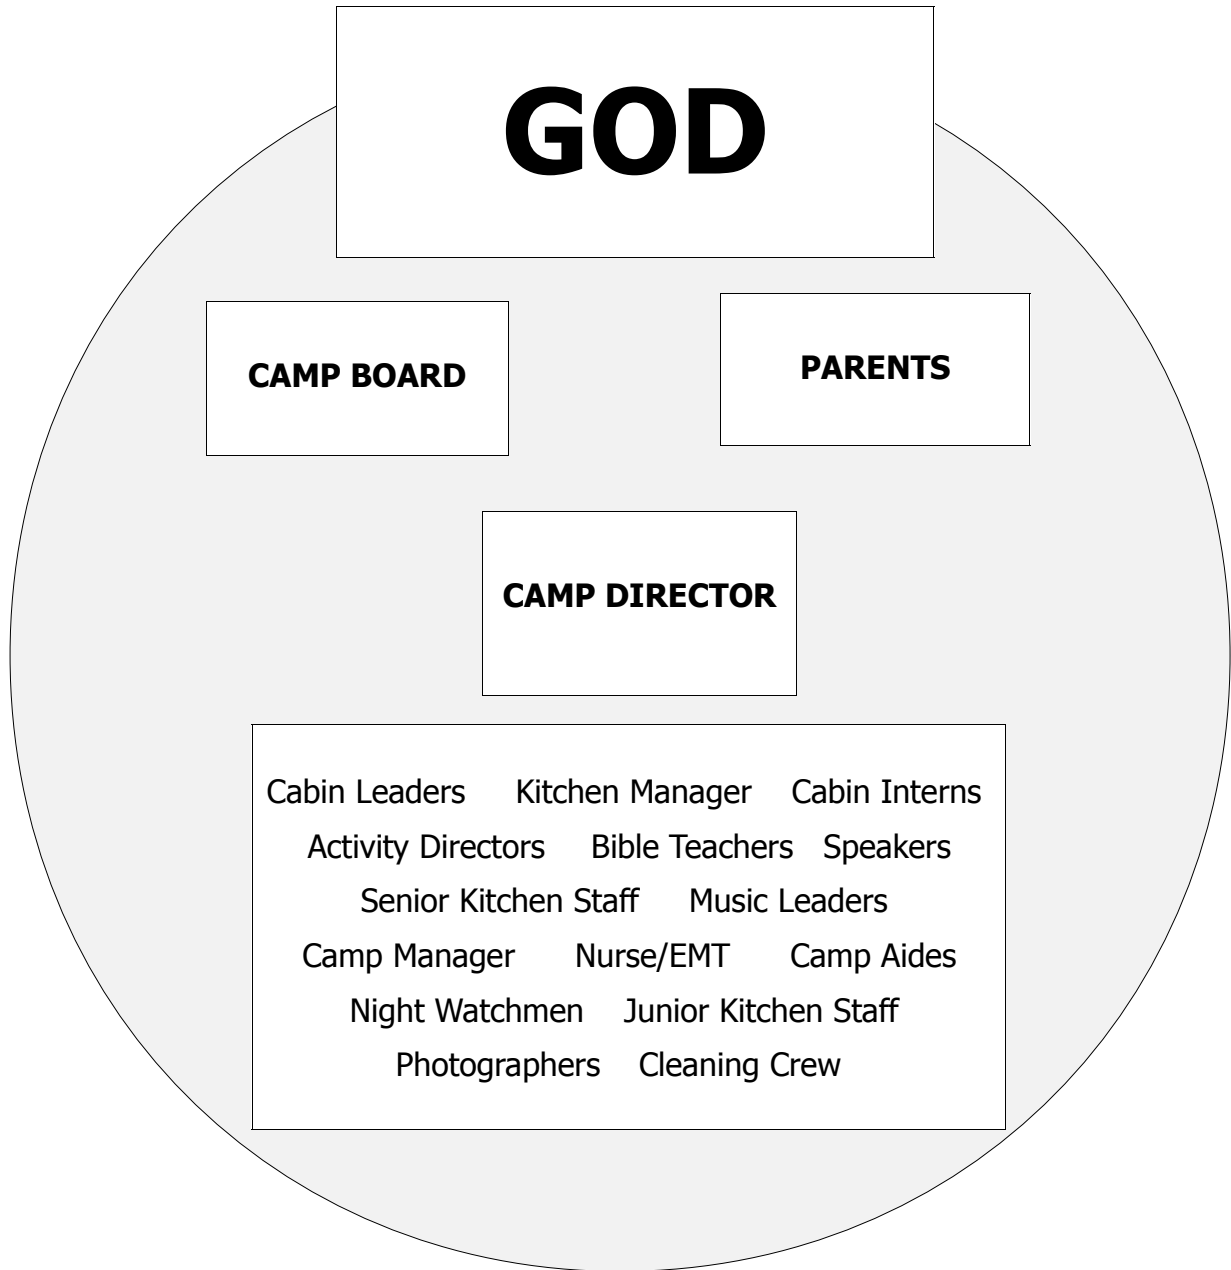 GOD
CAMP BOARD
PARENTS
CAMP DIRECTOR
Cabin Leaders Kitchen Manager Cabin Interns
Activity Directors Bible Teachers Speakers
Senior Kitchen Staff Music Leaders
Camp Manager Nurse/EMT Camp Aides
Night Watchmen Junior Kitchen Staff
Photographers Cleaning Crew